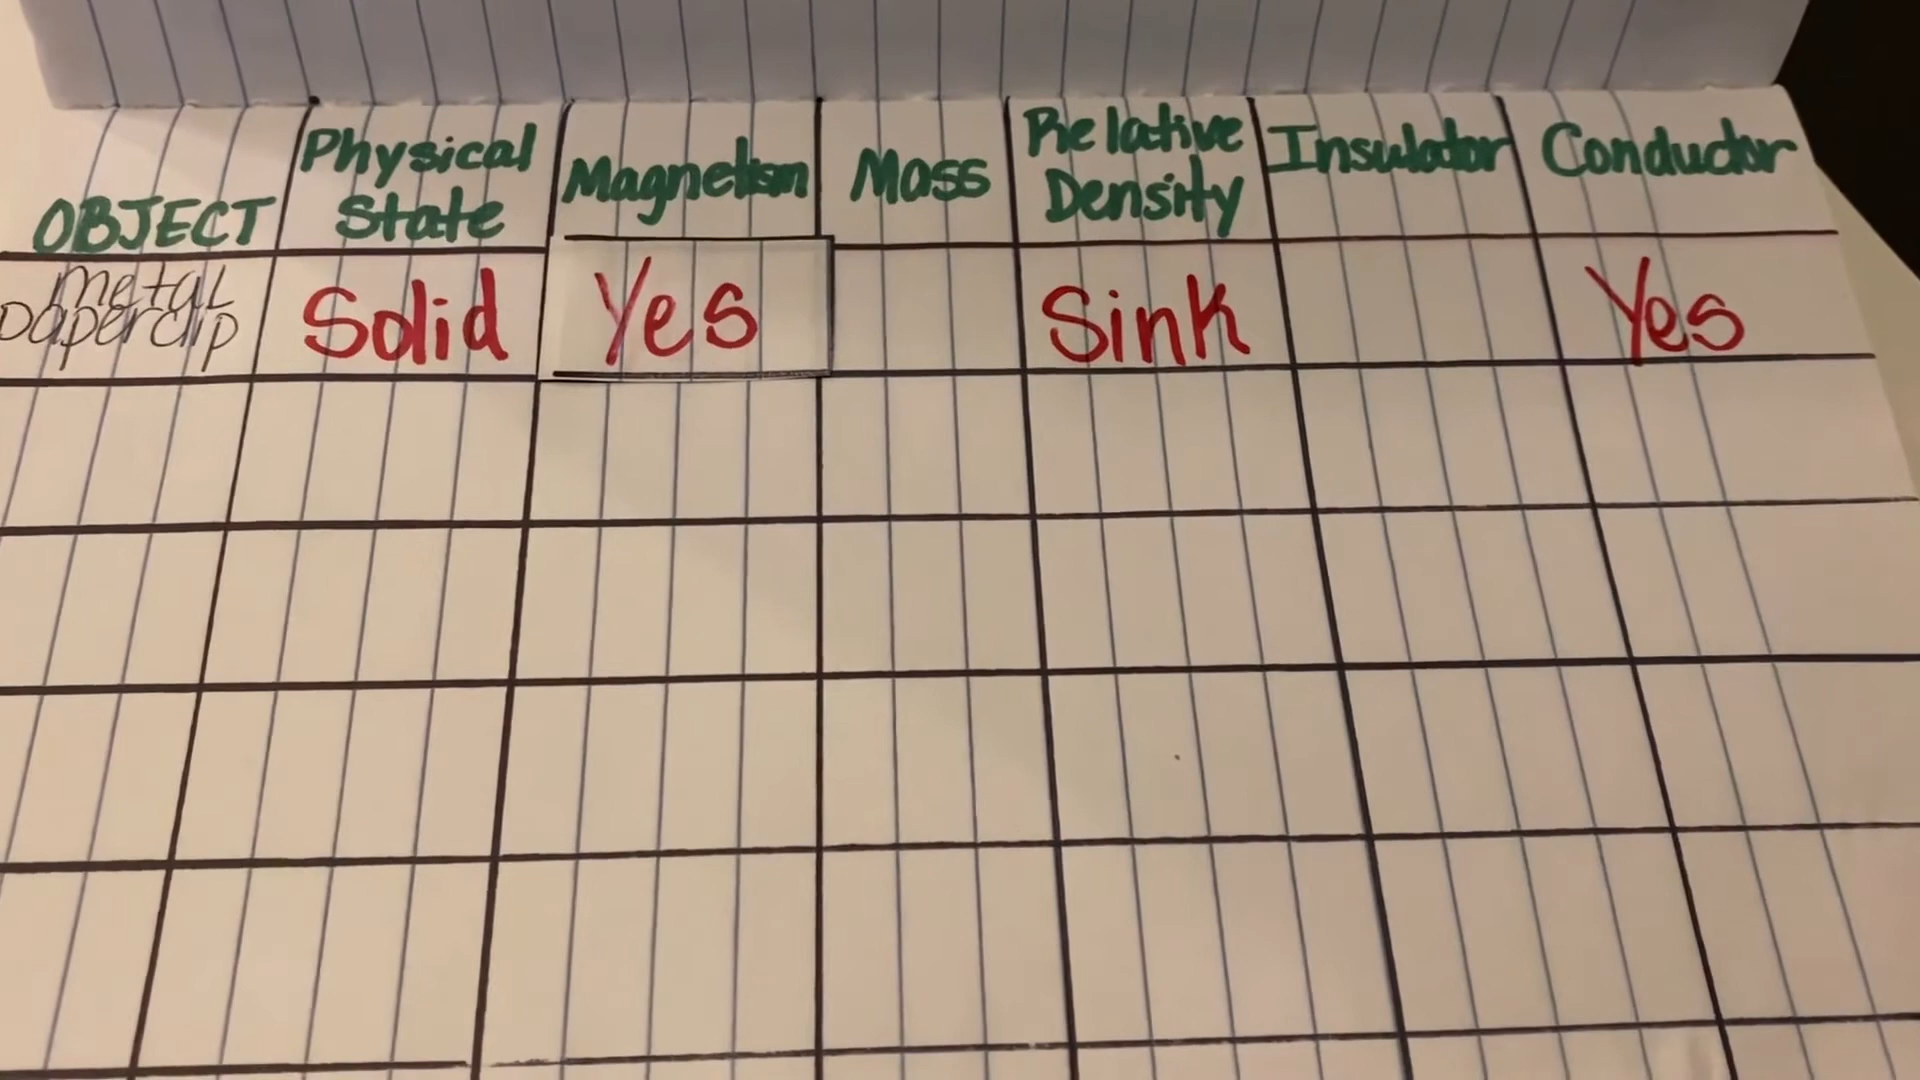 OBJECT
Physical
State
Magnetism
Mass
Relative
Density
Insulator
Conductor
metal
paperclip
Solid
Yes
Sink
Yes